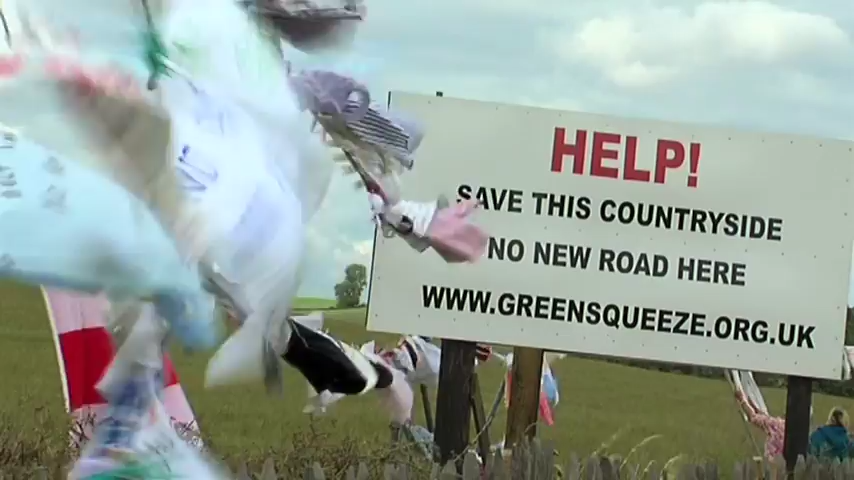 HELP!
SAVE THIS COUNTRYSIDE
NO NEW ROAD HERE
WWW.GREENSQUEEZE.ORG.UK